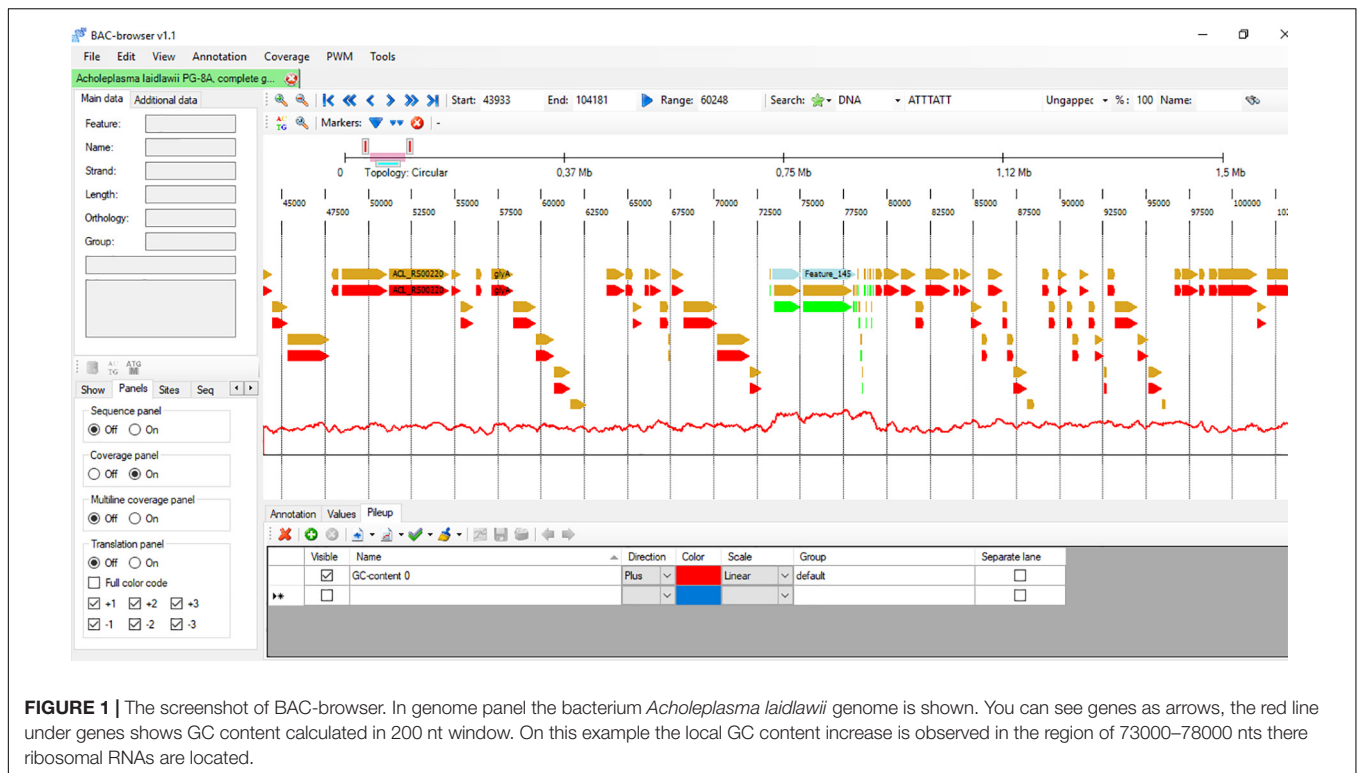 BAC-browser v1.1
File Edit View Annotation Coverage PWM Tools
Acholeplasma laidlawii PG-8A, complete g...
Main data Additional data
Start: 43933 End: 104181 Range: 60248 Search: DNA ATTTATT Ungapped %: 100 Name:
AU TG Markers: -
Feature:
Name:
Strand:
Length:
Orthology:
Group:
0 Topology: Circular 0,37 Mb 0,75 Mb 1,12 Mb 1,5 Mb
45000 50000 55000 60000 65000 70000 75000 80000 85000 90000 95000 100000
47500 52500 57500 62500 67500 72500 77500 82500 87500 92500 97500 102
ACL_RS00220 glyA Feature_145
ACL_RS00220 glyA
AU TG ATG
Show Panels Sites Seq
Sequence panel
Off On
Coverage panel
Off On
Multiline coverage panel
Off On
Translation panel
Off On
Full color code
+1 +2 +3
-1 -2 -3
Annotation Values Pileup
Visible Name Direction Color Scale Group Separate lane
GC-content 0 Plus Linear default
FIGURE 1 | The screenshot of BAC-browser. In genome panel the bacterium Acholeplasma laidlawii genome is shown. You can see genes as arrows, the red line
under genes shows GC content calculated in 200 nt window. On this example the local GC content increase is observed in the region of 73000–78000 nts there
ribosomal RNAs are located.